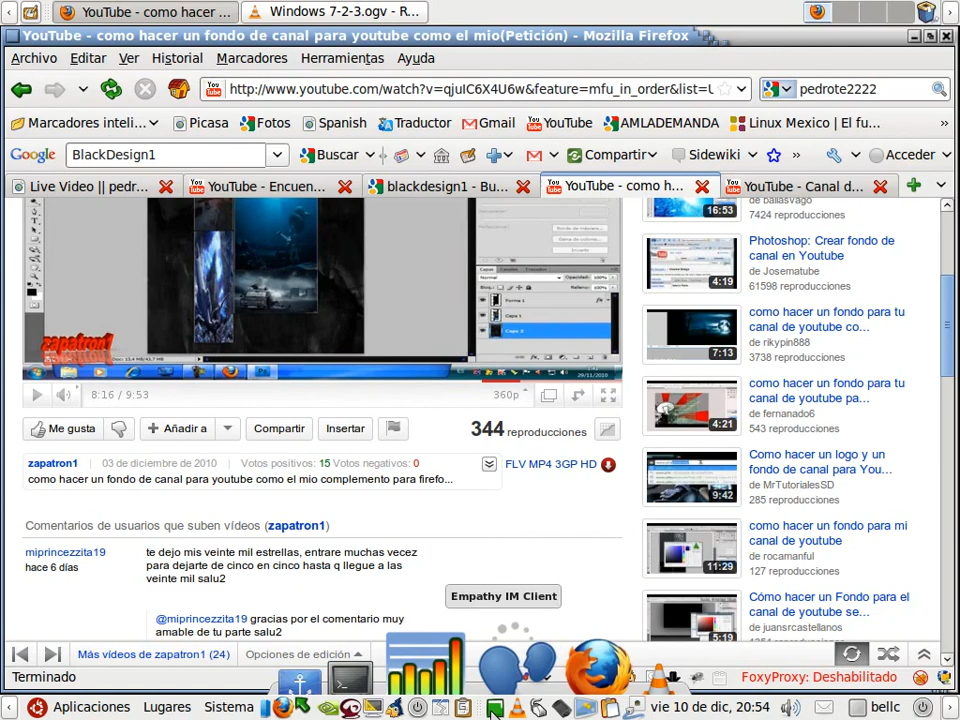 YouTube - como hacer ...
Windows 7-2-3.ogv - R...
YouTube - como hacer un fondo de canal para youtube como el mio(Petición) - Mozilla Firefox
Archivo Editar Ver Historial Marcadores Herramientas Ayuda
http://www.youtube.com/watch?v=qjuIC6X4U6w&feature=mfu_in_order&list=U
pedrote2222
Marcadores inteli... Picasa Fotos Spanish Traductor Gmail YouTube AMLADEMANDA Linux Mexico | El fu... »
Google BlackDesign1 Buscar Compartir Sidewiki » Acceder
Live Video || pedr... YouTube - Encuen... blackdesign1 - Bu... YouTube - como h... YouTube - Canal d...
zapatron1
8:16 / 9:53 360p
Me gusta Añadir a Compartir Insertar 344 reproducciones
zapatron1 03 de diciembre de 2010 Votos positivos: 15 Votos negativos: 0 FLV MP4 3GP HD
como hacer un fondo de canal para youtube como el mio complemento para firefo...
Comentarios de usuarios que suben vídeos (zapatron1)
miprincezzita19
hace 6 días
te dejo mis veinte mil estrellas, entrare muchas vecez
para dejarte de cinco en cinco hasta q llegue a las
veinte mil salu2
@miprincezzita19 gracias por el comentario muy
amable de tu parte salu2
16:53
de ballasvago
7424 reproducciones
4:19
Photoshop: Crear fondo de
canal en Youtube
de Josematube
61598 reproducciones
7:13
como hacer un fondo para tu
canal de youtube co...
de rikypin888
3738 reproducciones
4:21
como hacer un fondo para tu
canal de youtube pa...
de fernanado6
543 reproducciones
9:42
Como hacer un logo y un
fondo de canal para You...
de MrTutorialesSD
285 reproducciones
11:29
como hacer un fondo para mi
canal de youtube
de rocamanful
127 reproducciones
5:19
Cómo hacer un Fondo para el
canal de youtube se...
de juansrcastellanos
Empathy IM Client
Más vídeos de zapatron1 (24) Opciones de edición
Terminado
FoxyProxy: Deshabilitado
Aplicaciones Lugares Sistema
vie 10 de dic, 20:54
bellc